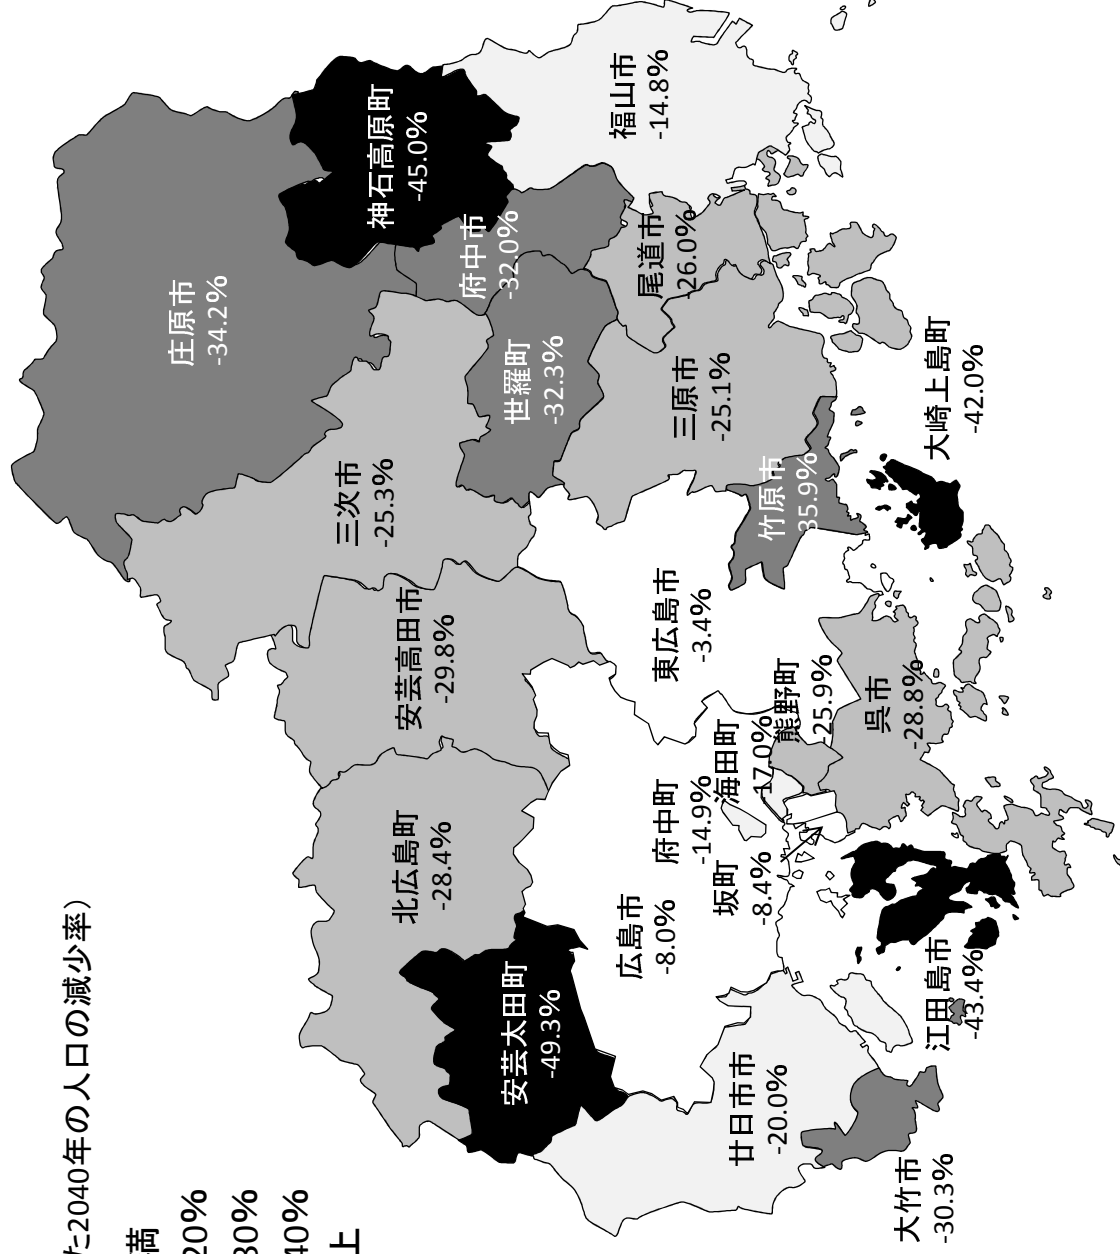 た2040年の人口の減少率）
満
20%
30%
40%
上
庄原市
-34.2%
神石高原町
-45.0%
府中市
-32.0%
福山市
-14.8%
尾道市
-26.0%
世羅町
-32.3%
三原市
-25.1%
三次市
-25.3%
竹原市
-35.9%
大崎上島町
-42.0%
安芸高田市
-29.8%
東広島市
-3.4%
熊野町
-25.9%
呉市
-28.8%
海田町
-17.0%
府中町
-14.9%
坂町
-8.4%
北広島町
-28.4%
広島市
-8.0%
安芸太田町
-49.3%
江田島市
-43.4%
廿日市市
-20.0%
大竹市
-30.3%